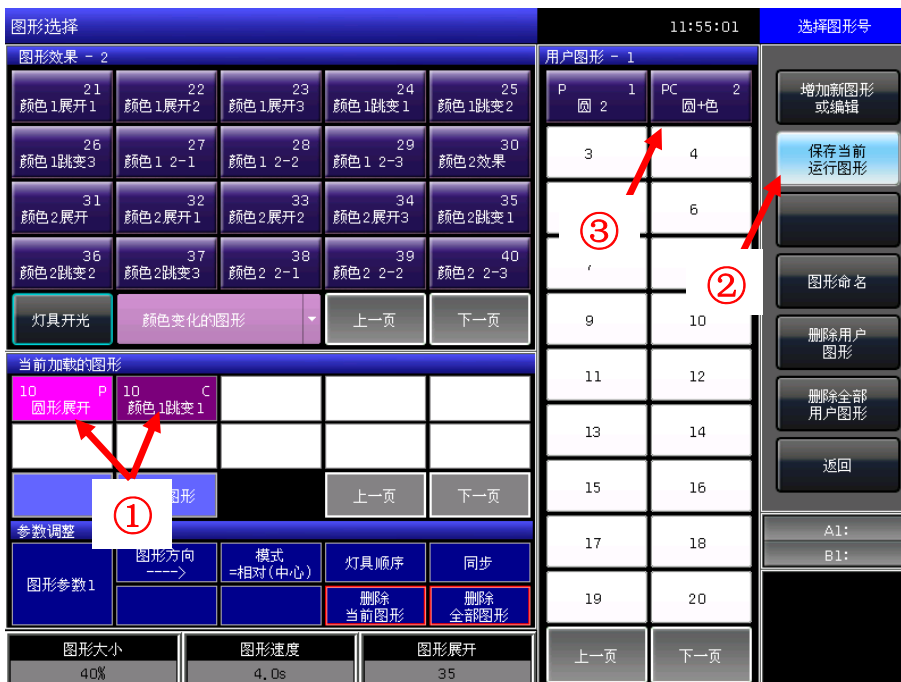 图形选择
11:55:01
选择图形号
图形效果 - 2
21
颜色1展开1
22
颜色1展开2
23
颜色1展开3
24
颜色1跳变1
25
颜色1跳变2
26
颜色1跳变3
27
颜色1 2-1
28
颜色1 2-2
29
颜色1 2-3
30
颜色2效果
31
颜色2展开
32
颜色2展开1
33
颜色2展开2
34
颜色2展开3
35
颜色2跳变1
36
颜色2跳变2
37
颜色2跳变3
38
颜色2 2-1
39
颜色2 2-2
40
颜色2 2-3
灯具开光
颜色变化的图形
上一页
下一页
当前加载的图形
10 P
圆形展开
10 C
颜色1跳变1
图形
上一页
下一页
①
参数调整
图形参数1
图形方向
---->
模式
=相对(中心)
灯具顺序
同步
删除
当前图形
删除
全部图形
图形大小
40%
图形速度
4.0s
图形展开
35
用户图形 - 1
P 1
圆 2
PC 2
圆+色
3
4
6
③
9
10
11
12
13
14
15
16
17
18
19
20
上一页
下一页
增加新图形
或编辑
保存当前
运行图形
②
图形命名
删除用户
图形
删除全部
用户图形
返回
A1:
B1: